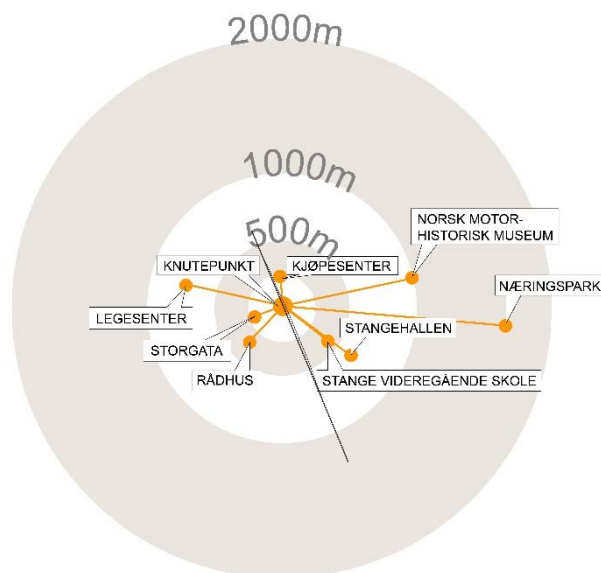 2000m
1000m
500m
NORSK MOTOR-
HISTORISK MUSEUM
KNUTEPUNKT
KJØPESENTER
NÆRINGSPARK
LEGESENTER
STANGEHALLEN
STORGATA
RÅDHUS
STANGE VIDEREGÅENDE SKOLE